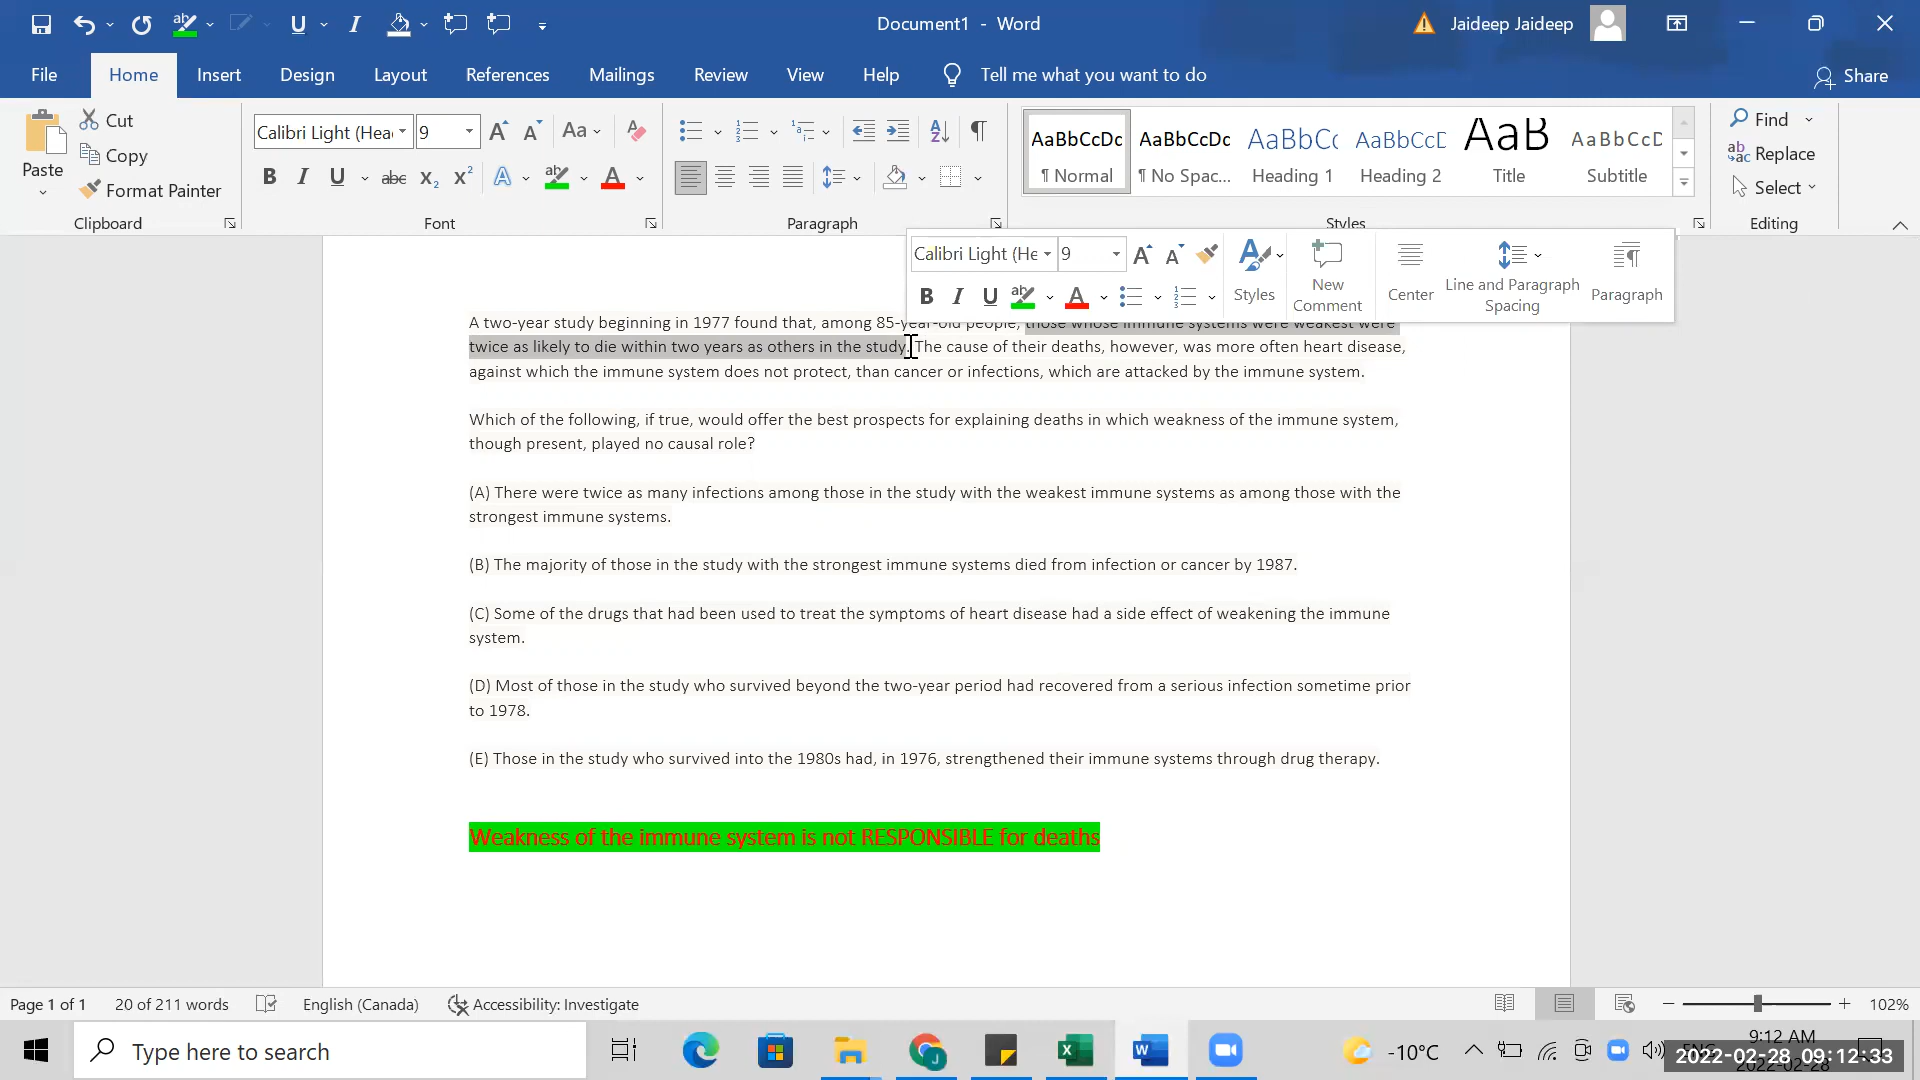 Document1 - Word
Jaideep Jaideep
File Home Insert Design Layout References Mailings Review View Help Tell me what you want to do
Share
Paste
Cut
Copy
Format Painter
Clipboard
Calibri Light (Hea
9
Font
Paragraph
AaBbCcDc AaBbCcDc AaBbCc AaBbCcD AaB AaBbCcD
¶ Normal ¶ No Spac... Heading 1 Heading 2 Title Subtitle
Styles
Find
Replace
Select
Editing
Calibri Light (He
9
Styles
New Comment
Center
Line and Paragraph Spacing
Paragraph
A two-year study beginning in 1977 found that, among 85-year-old people, those whose immune systems were weakest were
twice as likely to die within two years as others in the study. The cause of their deaths, however, was more often heart disease,
against which the immune system does not protect, than cancer or infections, which are attacked by the immune system.
Which of the following, if true, would offer the best prospects for explaining deaths in which weakness of the immune system,
though present, played no causal role?
(A) There were twice as many infections among those in the study with the weakest immune systems as among those with the
strongest immune systems.
(B) The majority of those in the study with the strongest immune systems died from infection or cancer by 1987.
(C) Some of the drugs that had been used to treat the symptoms of heart disease had a side effect of weakening the immune
system.
(D) Most of those in the study who survived beyond the two-year period had recovered from a serious infection sometime prior
to 1978.
(E) Those in the study who survived into the 1980s had, in 1976, strengthened their immune systems through drug therapy.
Weakness of the immune system is not RESPONSIBLE for deaths
Page 1 of 1 20 of 211 words English (Canada) Accessibility: Investigate
102%
Type here to search
-10°C
9:12 AM
2022-02-28 09:12:33